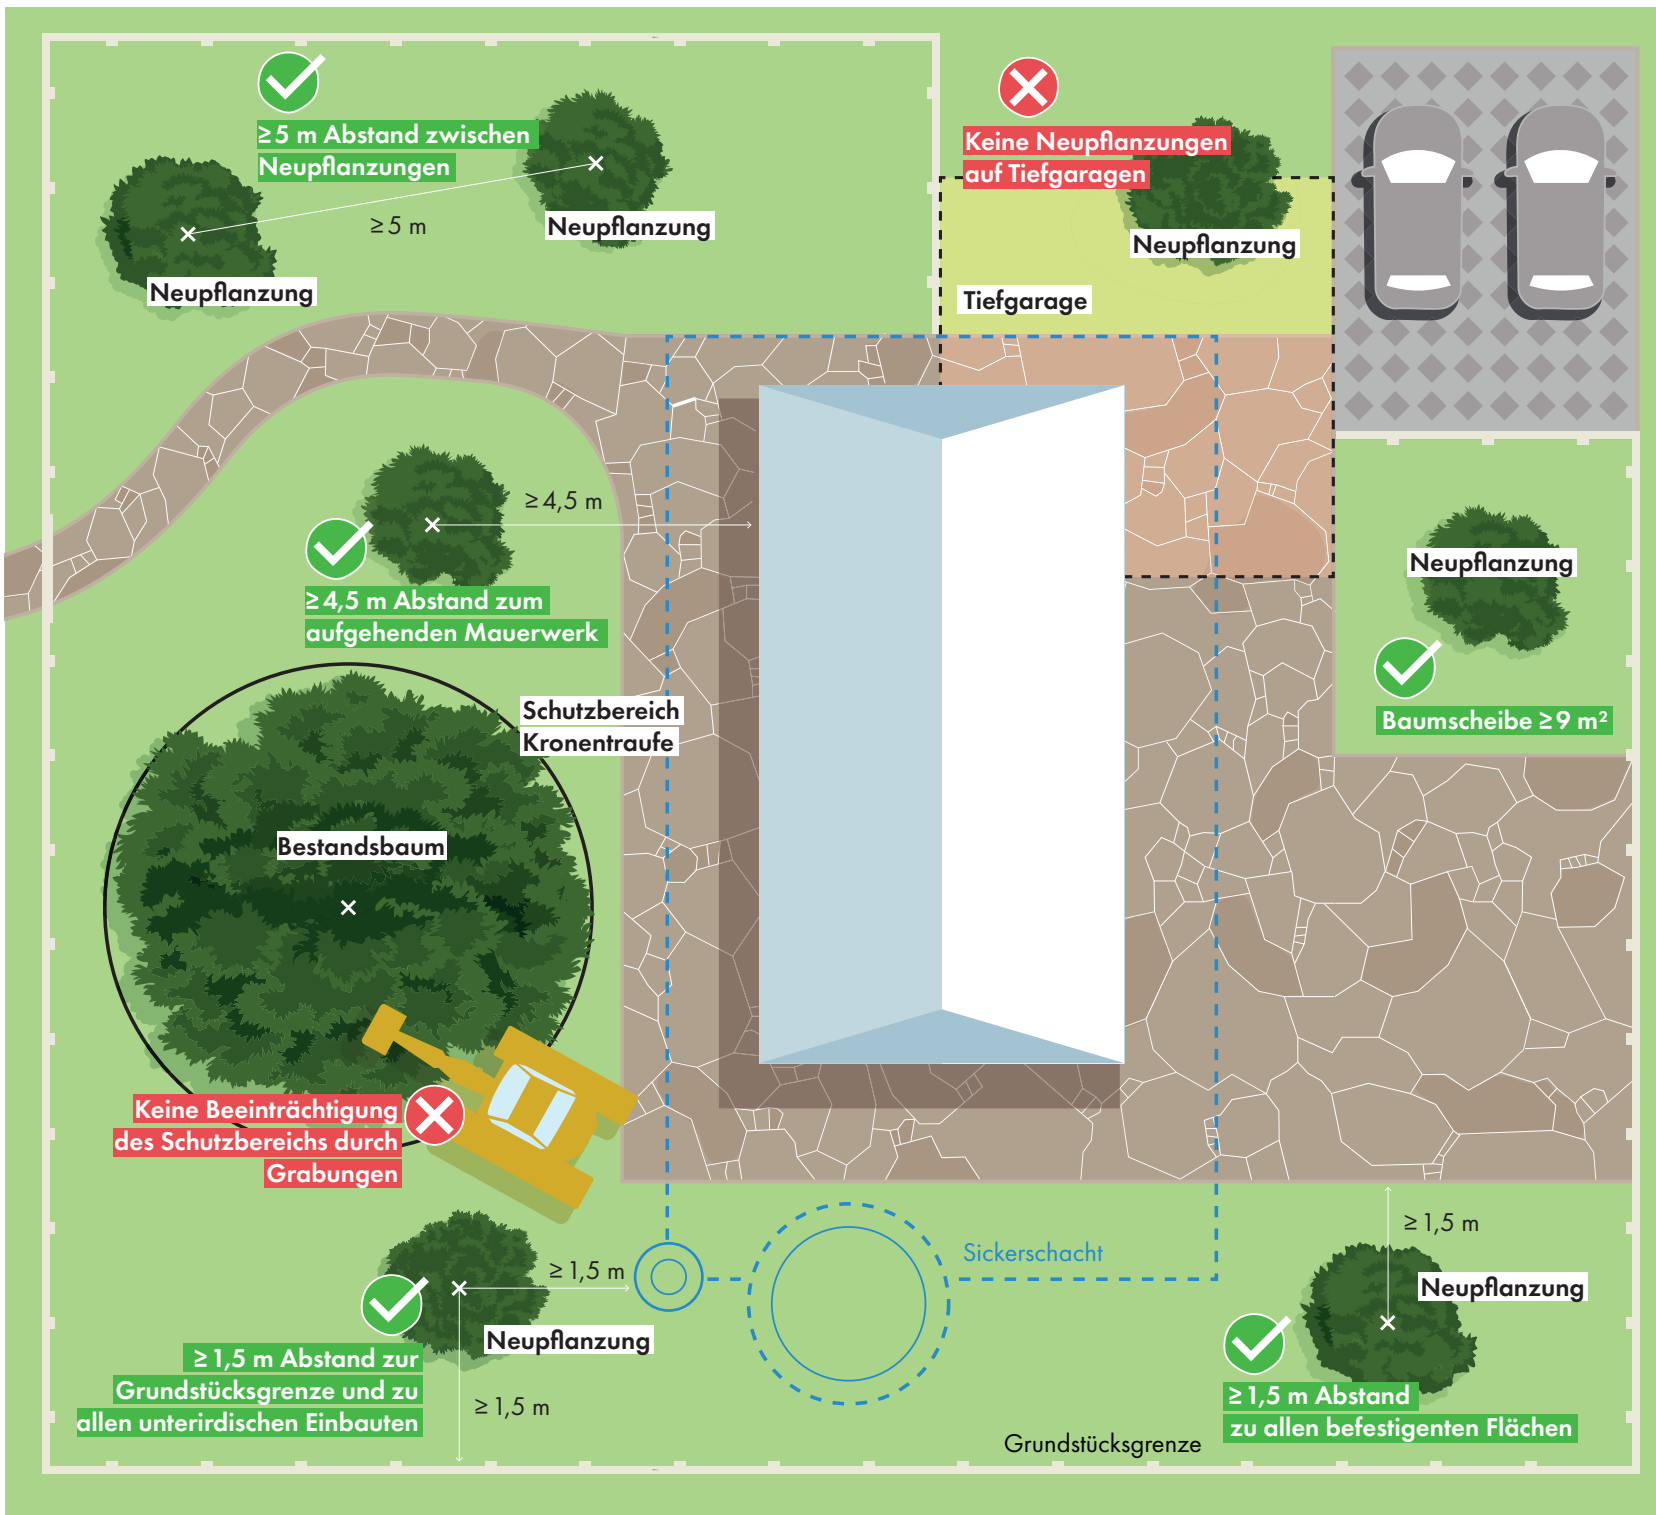 ≥ 5 m Abstand zwischen
Neupflanzungen
≥ 5 m
Neupflanzung
Neupflanzung
Keine Neupflanzungen
auf Tiefgaragen
Neupflanzung
Tiefgarage
≥ 4,5 m
≥ 4,5 m Abstand zum
aufgehenden Mauerwerk
Neupflanzung
Baumscheibe ≥ 9 m²
Schutzbereich
Kronentraufe
Bestandsbaum
Keine Beeinträchtigung
des Schutzbereichs durch
Grabungen
≥ 1,5 m
Neupflanzung
≥ 1,5 m Abstand zur
Grundstücksgrenze und zu
allen unterirdischen Einbauten
≥ 1,5 m
Sickerschacht
≥ 1,5 m
Neupflanzung
≥ 1,5 m Abstand
zu allen befestigenten Flächen
Grundstücksgrenze